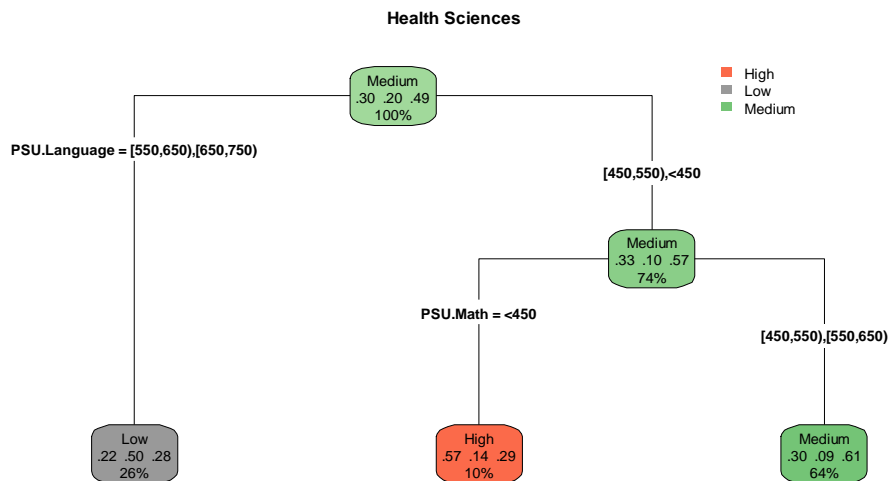 Health Sciences
Medium
.30 .20 .49
100%
High
Low
Medium
PSU.Language = [550,650),[650,750)
[450,550),<450
Medium
.33 .10 .57
74%
PSU.Math = <450
[450,550),[550,650)
Low
.22 .50 .28
26%
High
.57 .14 .29
10%
Medium
.30 .09 .61
64%